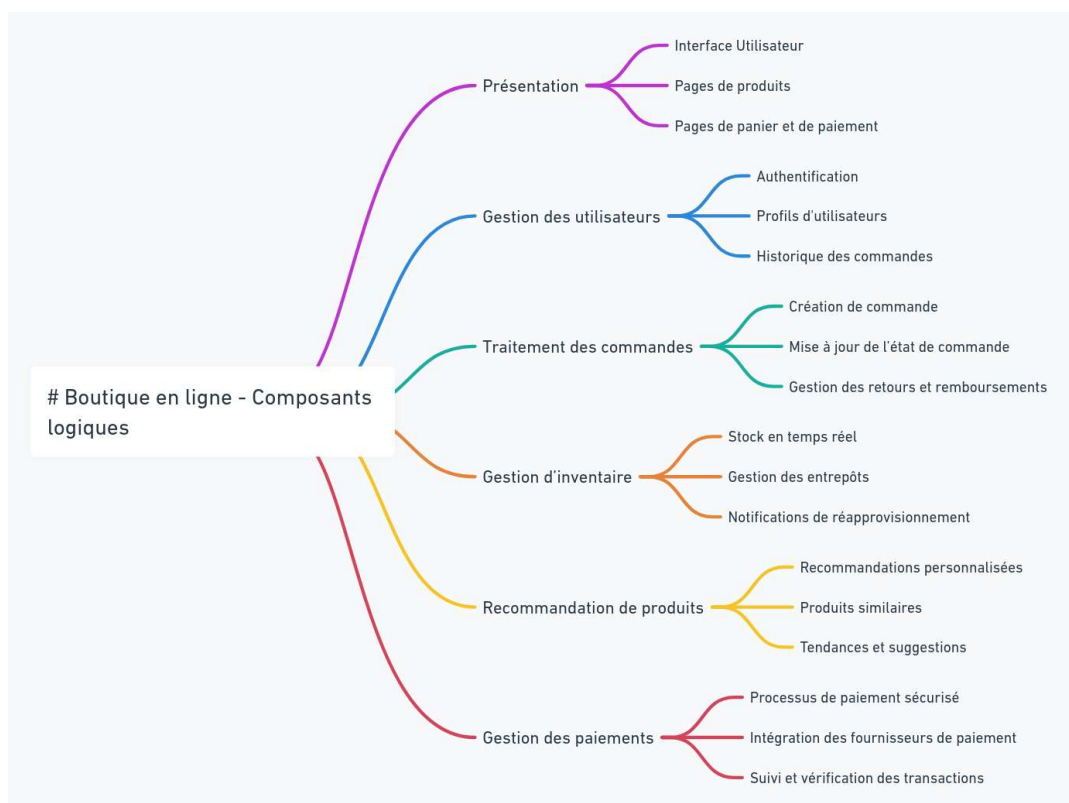 Interface Utilisateur
Présentation
Pages de produits
Pages de panier et de paiement
Authentification
Gestion des utilisateurs
Profils d'utilisateurs
Historique des commandes
Création de commande
Traitement des commandes
Mise à jour de l'état de commande
Gestion des retours et remboursements
# Boutique en ligne - Composants
logiques
Stock en temps réel
Gestion d'inventaire
Gestion des entrepôts
Notifications de réapprovisionnement
Recommandations personnalisées
Recommandation de produits
Produits similaires
Tendances et suggestions
Processus de paiement sécurisé
Gestion des paiements
Intégration des fournisseurs de paiement
Suivi et vérification des transactions